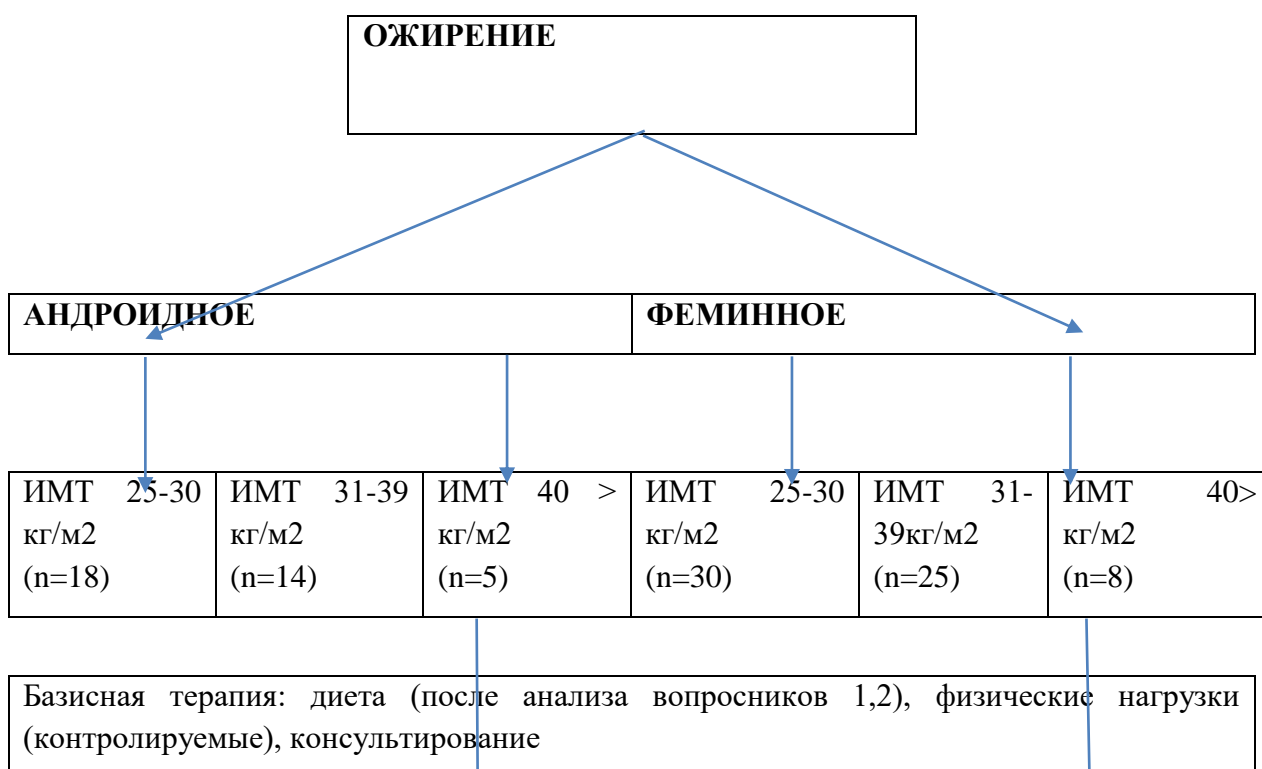 ОЖИРЕНИЕ
АНДРОИДНОЕ
ФЕМИННОЕ
ИМТ 25-30
кг/м2
(n=18)
ИМТ 31-39
кг/м2
(n=14)
ИМТ 40 >
кг/м2
(n=5)
ИМТ 25-30
кг/м2
(n=30)
ИМТ 31-
39кг/м2
(n=25)
ИМТ 40>
кг/м2
(n=8)
Базисная терапия: диета (после анализа вопросников 1,2), физические нагрузки
(контролируемые), консультирование